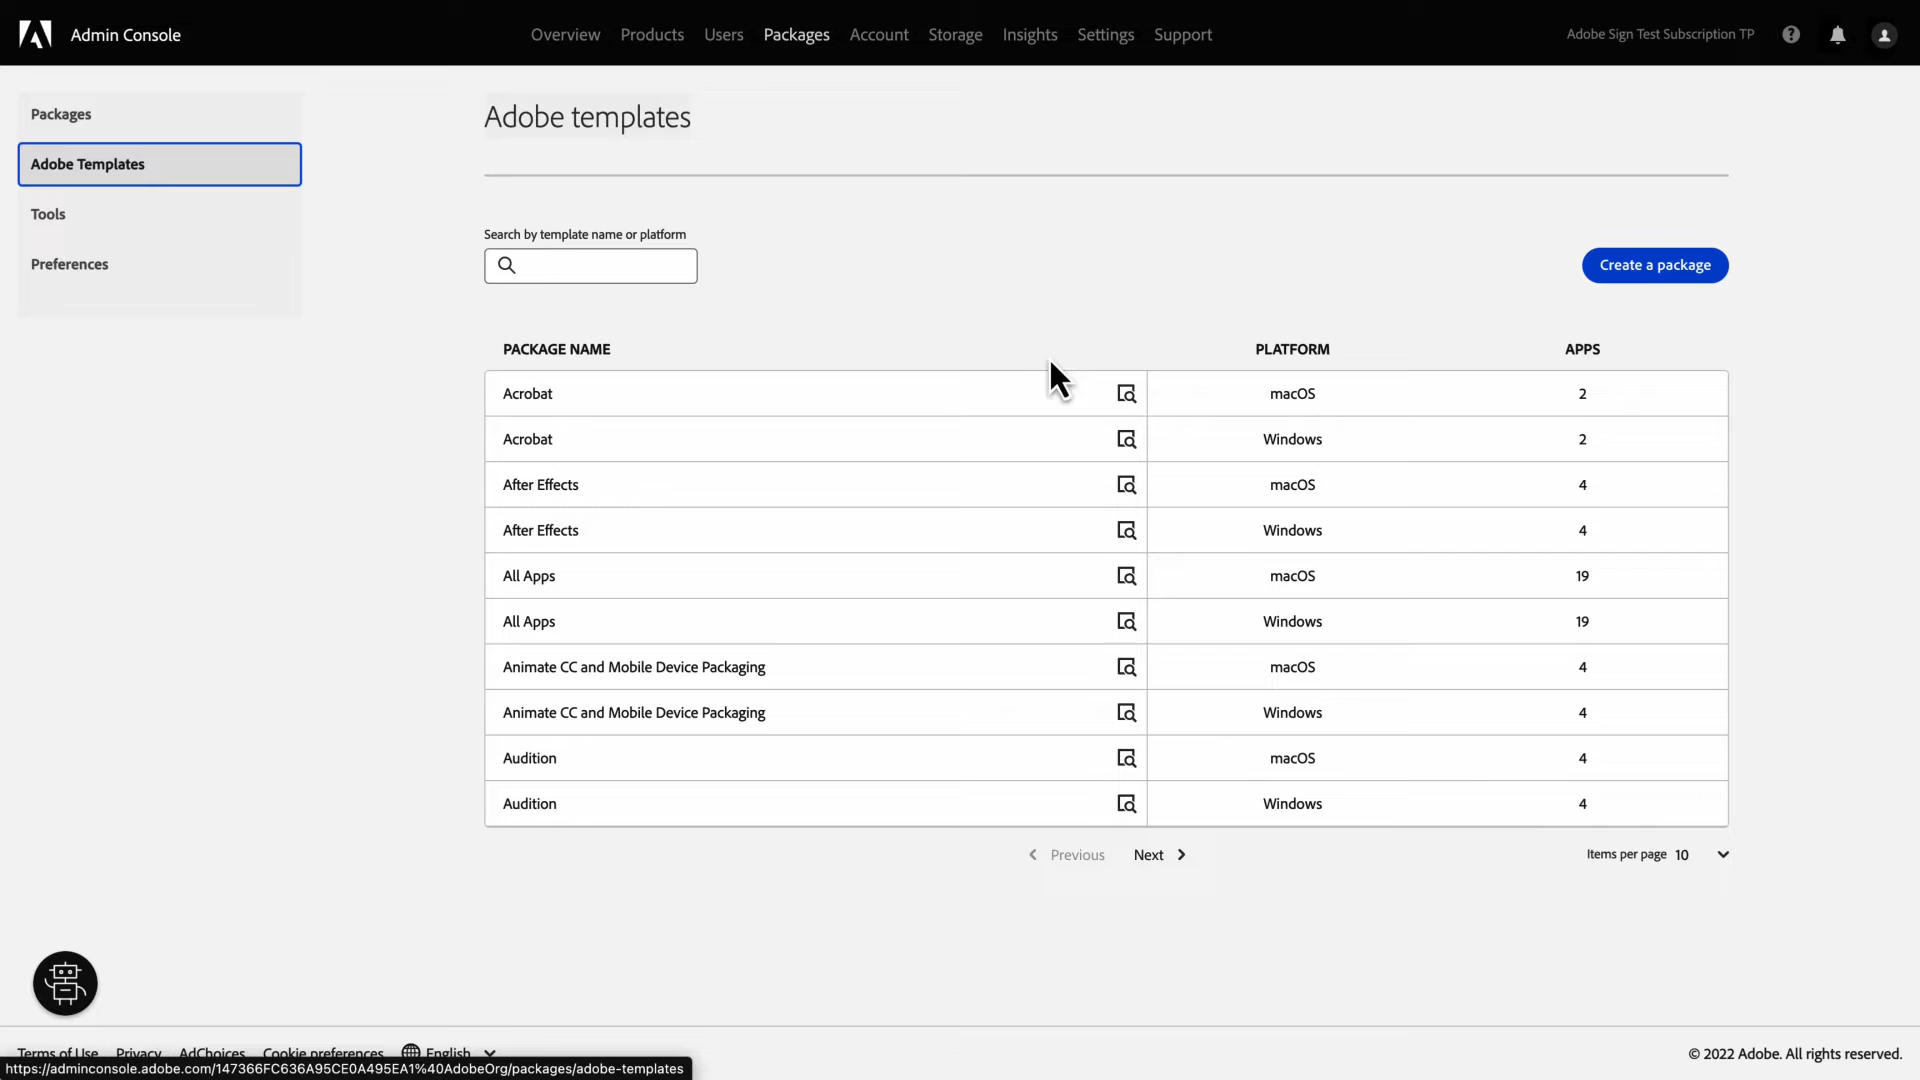 Admin Console
Overview Products Users Packages Account Storage Insights Settings Support
Adobe Sign Test Subscription TP
Packages
Adobe Templates
Tools
Preferences
Adobe templates
Search by template name or platform
Create a package
PACKAGE NAME PLATFORM APPS
Acrobat macOS 2
Acrobat Windows 2
After Effects macOS 4
After Effects Windows 4
All Apps macOS 19
All Apps Windows 19
Animate CC and Mobile Device Packaging macOS 4
Animate CC and Mobile Device Packaging Windows 4
Audition macOS 4
Audition Windows 4
Previous Next
Items per page 10
Terms of Use Privacy AdChoices Cookie preferences English
© 2022 Adobe. All rights reserved.
https://adminconsole.adobe.com/147366FC636A95CE0A495EA1%40AdobeOrg/packages/adobe-templates